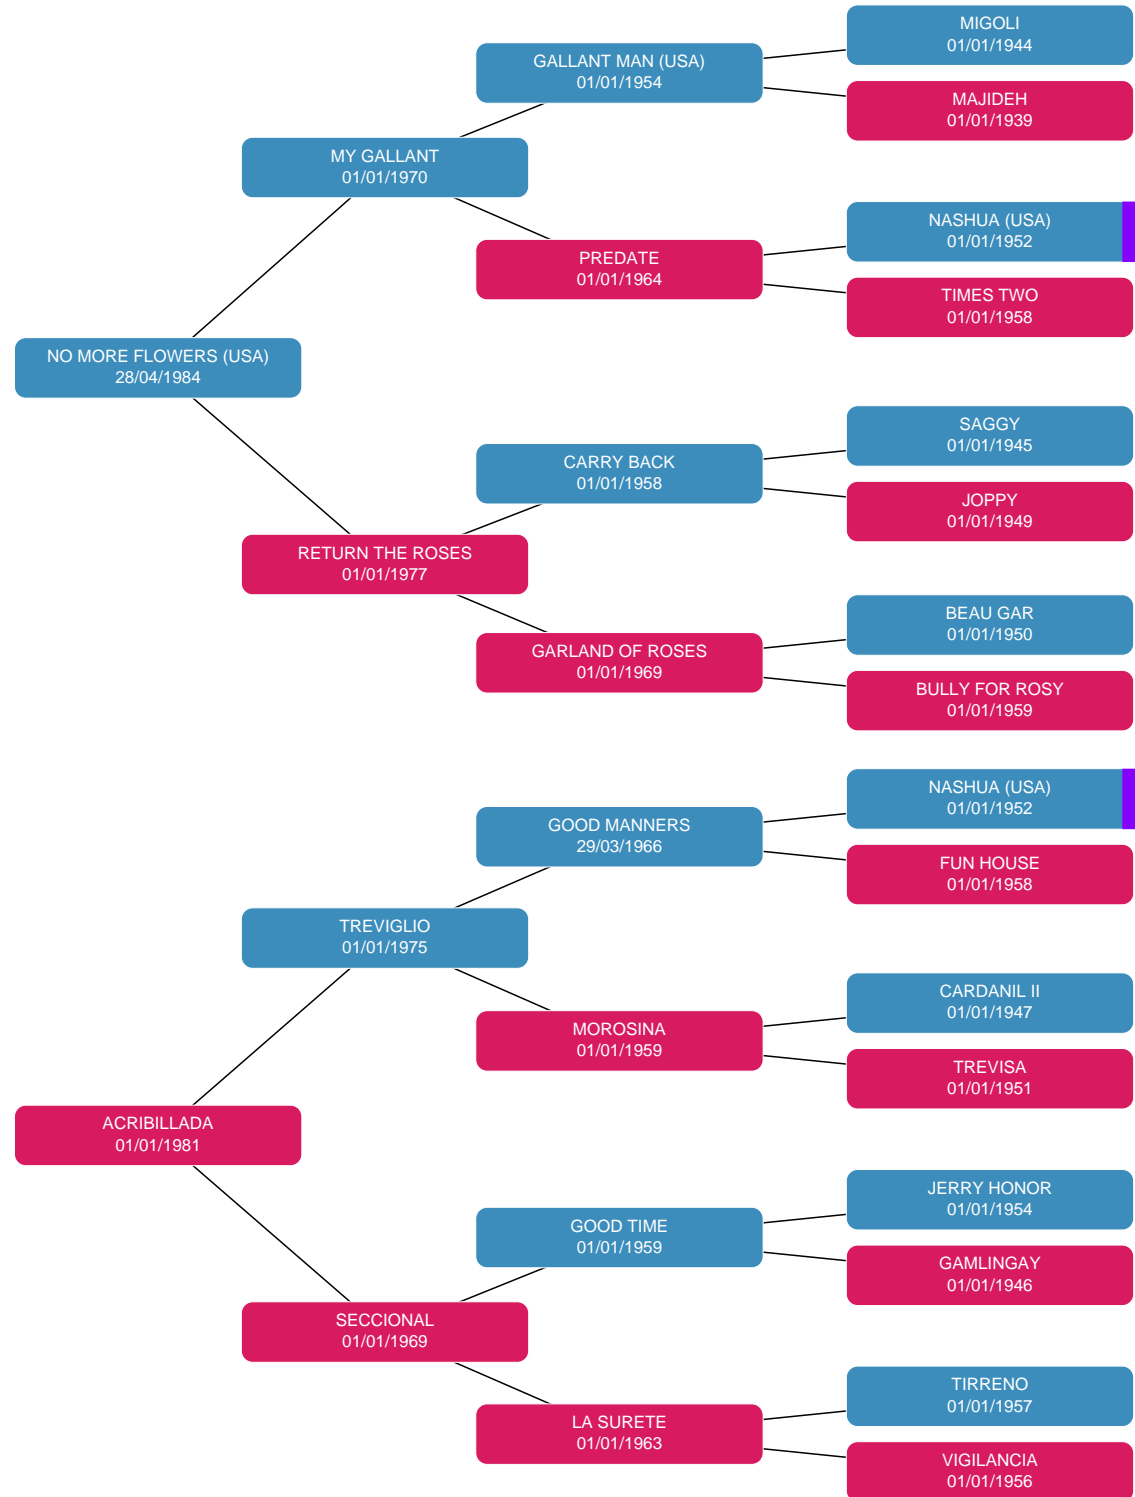 MIGOLI
01/01/1944
GALLANT MAN (USA)
01/01/1954
MAJIDEH
01/01/1939
MY GALLANT
01/01/1970
NASHUA (USA)
01/01/1952
PREDATE
01/01/1964
TIMES TWO
01/01/1958
NO MORE FLOWERS (USA)
28/04/1984
SAGGY
01/01/1945
CARRY BACK
01/01/1958
JOPPY
01/01/1949
RETURN THE ROSES
01/01/1977
BEAU GAR
01/01/1950
GARLAND OF ROSES
01/01/1969
BULLY FOR ROSY
01/01/1959
NASHUA (USA)
01/01/1952
GOOD MANNERS
29/03/1966
FUN HOUSE
01/01/1958
TREVIGLIO
01/01/1975
CARDANIL II
01/01/1947
MOROSINA
01/01/1959
TREVISA
01/01/1951
ACRIBILLADA
01/01/1981
JERRY HONOR
01/01/1954
GOOD TIME
01/01/1959
GAMLINGAY
01/01/1946
SECCIONAL
01/01/1969
TIRRENO
01/01/1957
LA SURETE
01/01/1963
VIGILANCIA
01/01/1956